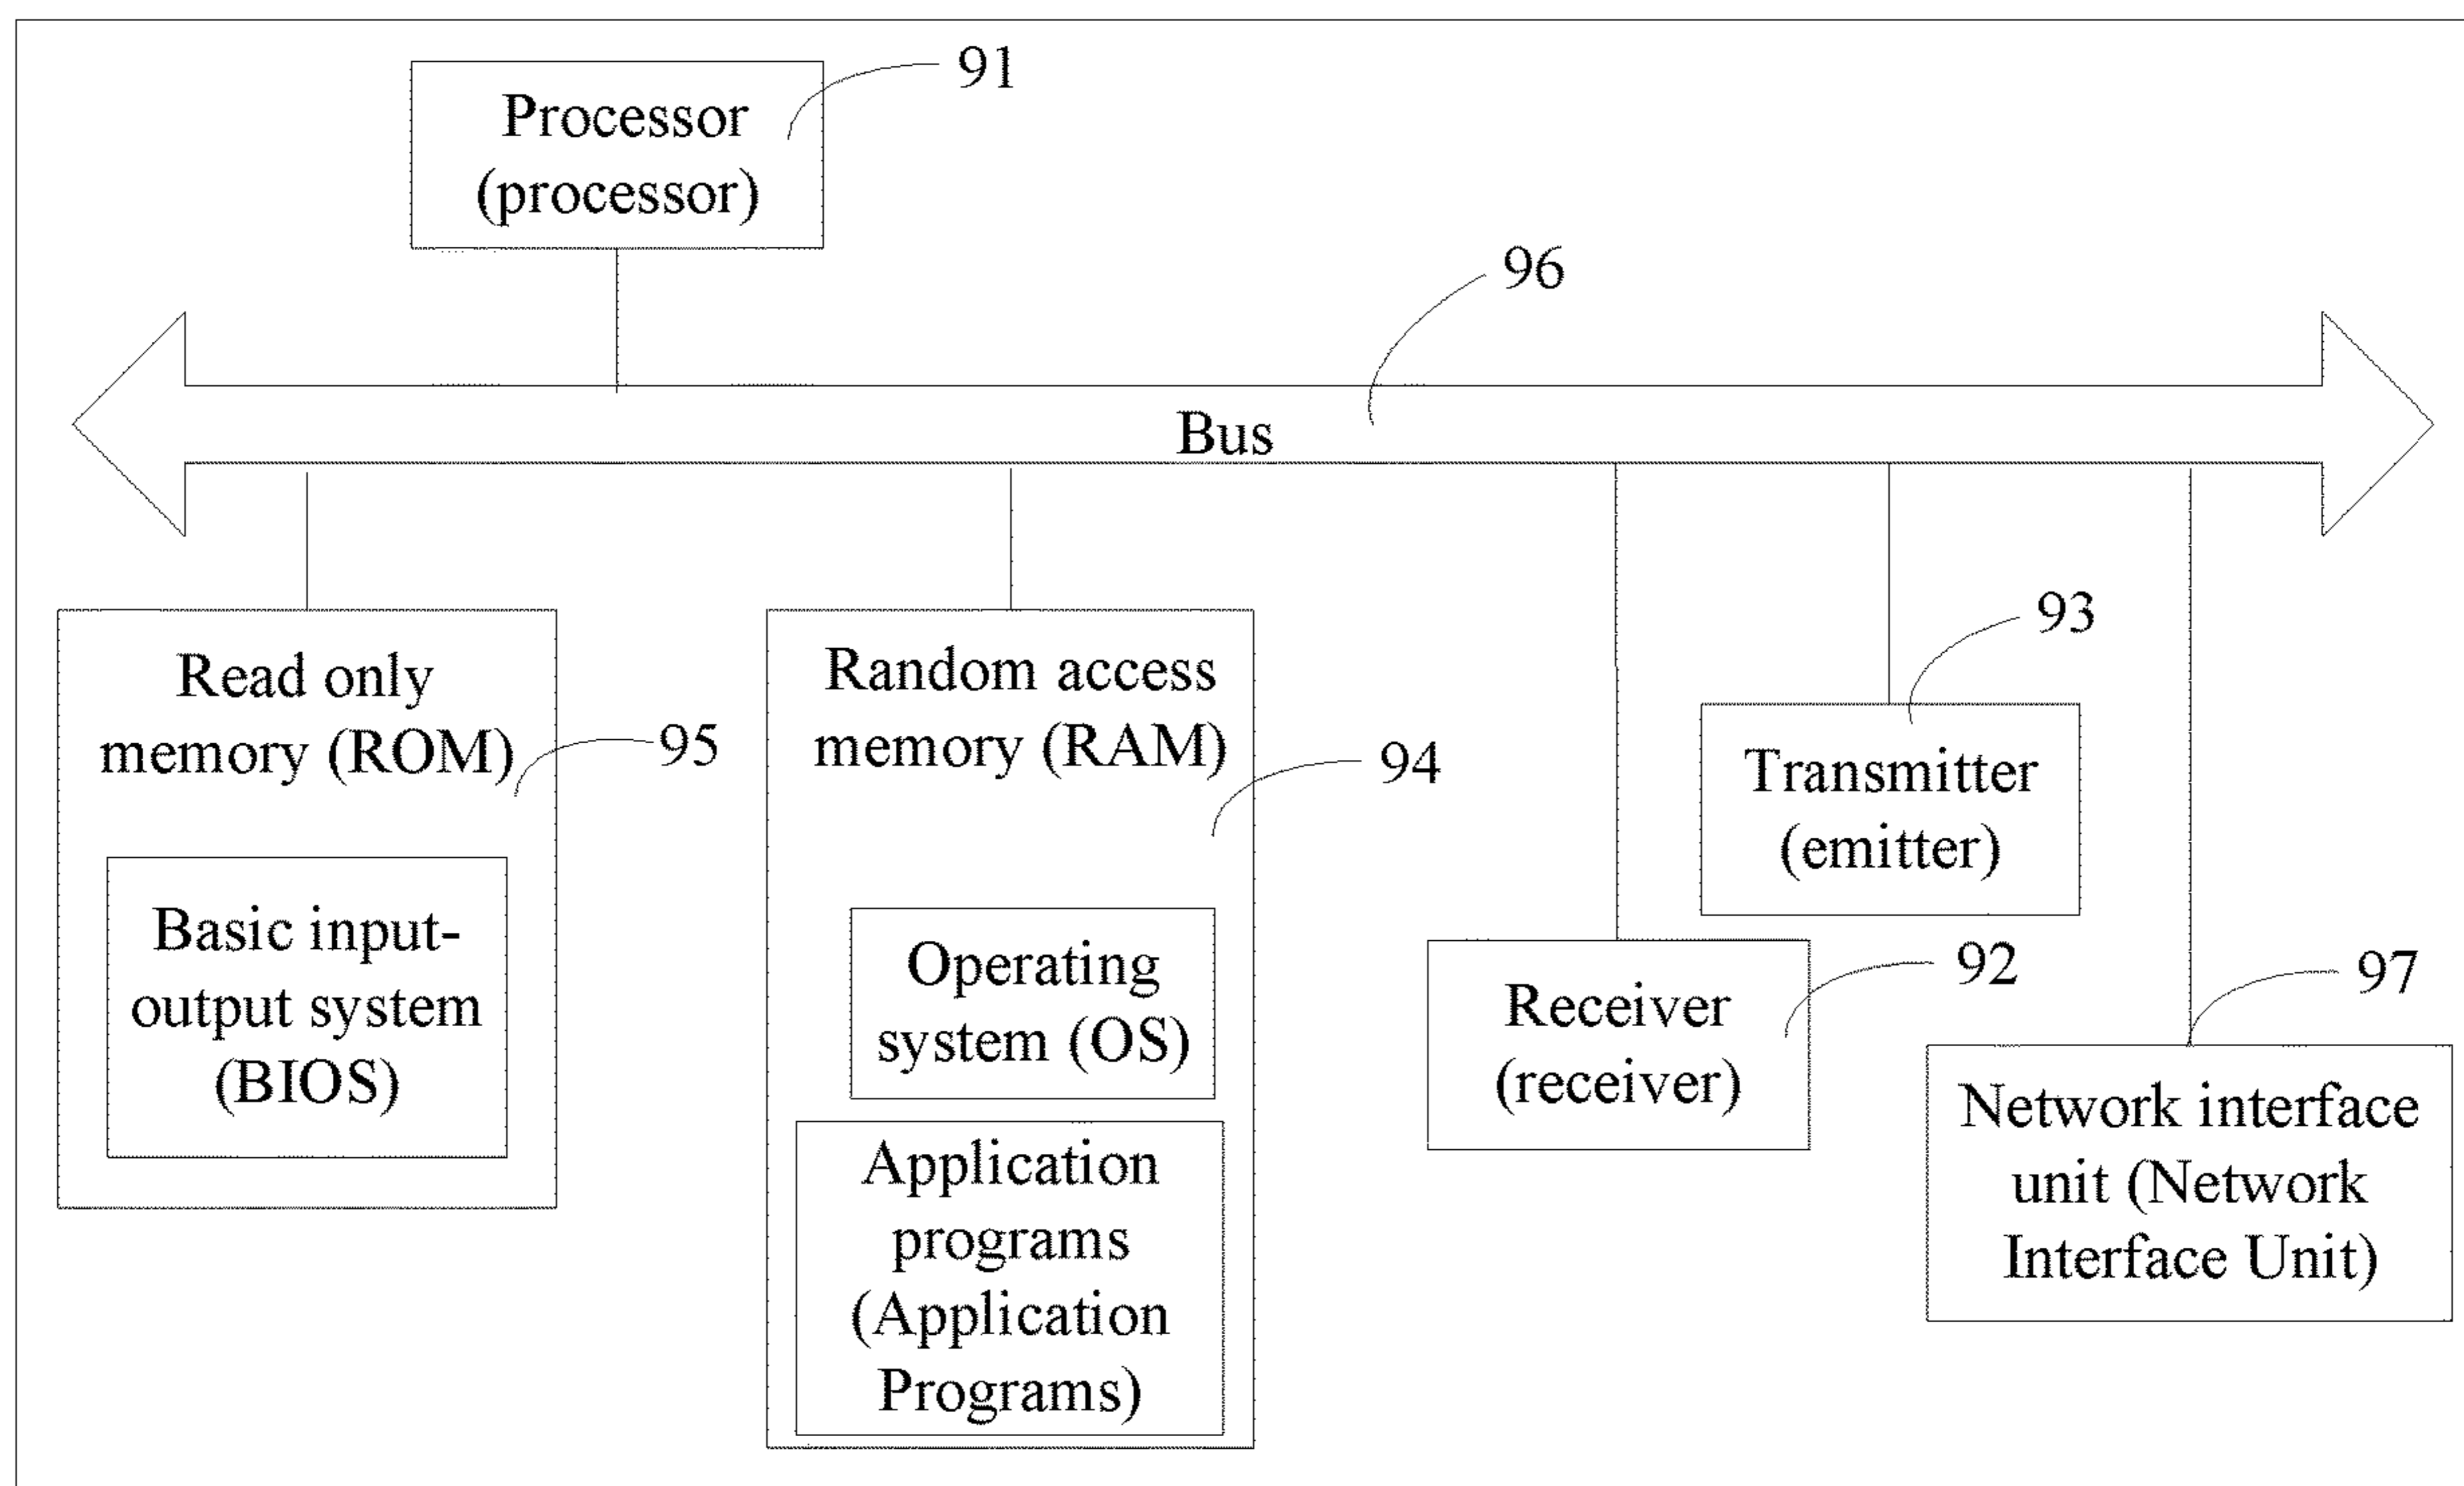 Processor
(processor)
91
96
Bus
Read only
memory (ROM)
95
Basic input-
output system
(BIOS)
Random access
memory (RAM)
94
Operating
system (OS)
Application
programs
(Application
Programs)
93
Transmitter
(emitter)
92
Receiver
(receiver)
97
Network interface
unit (Network
Interface Unit)